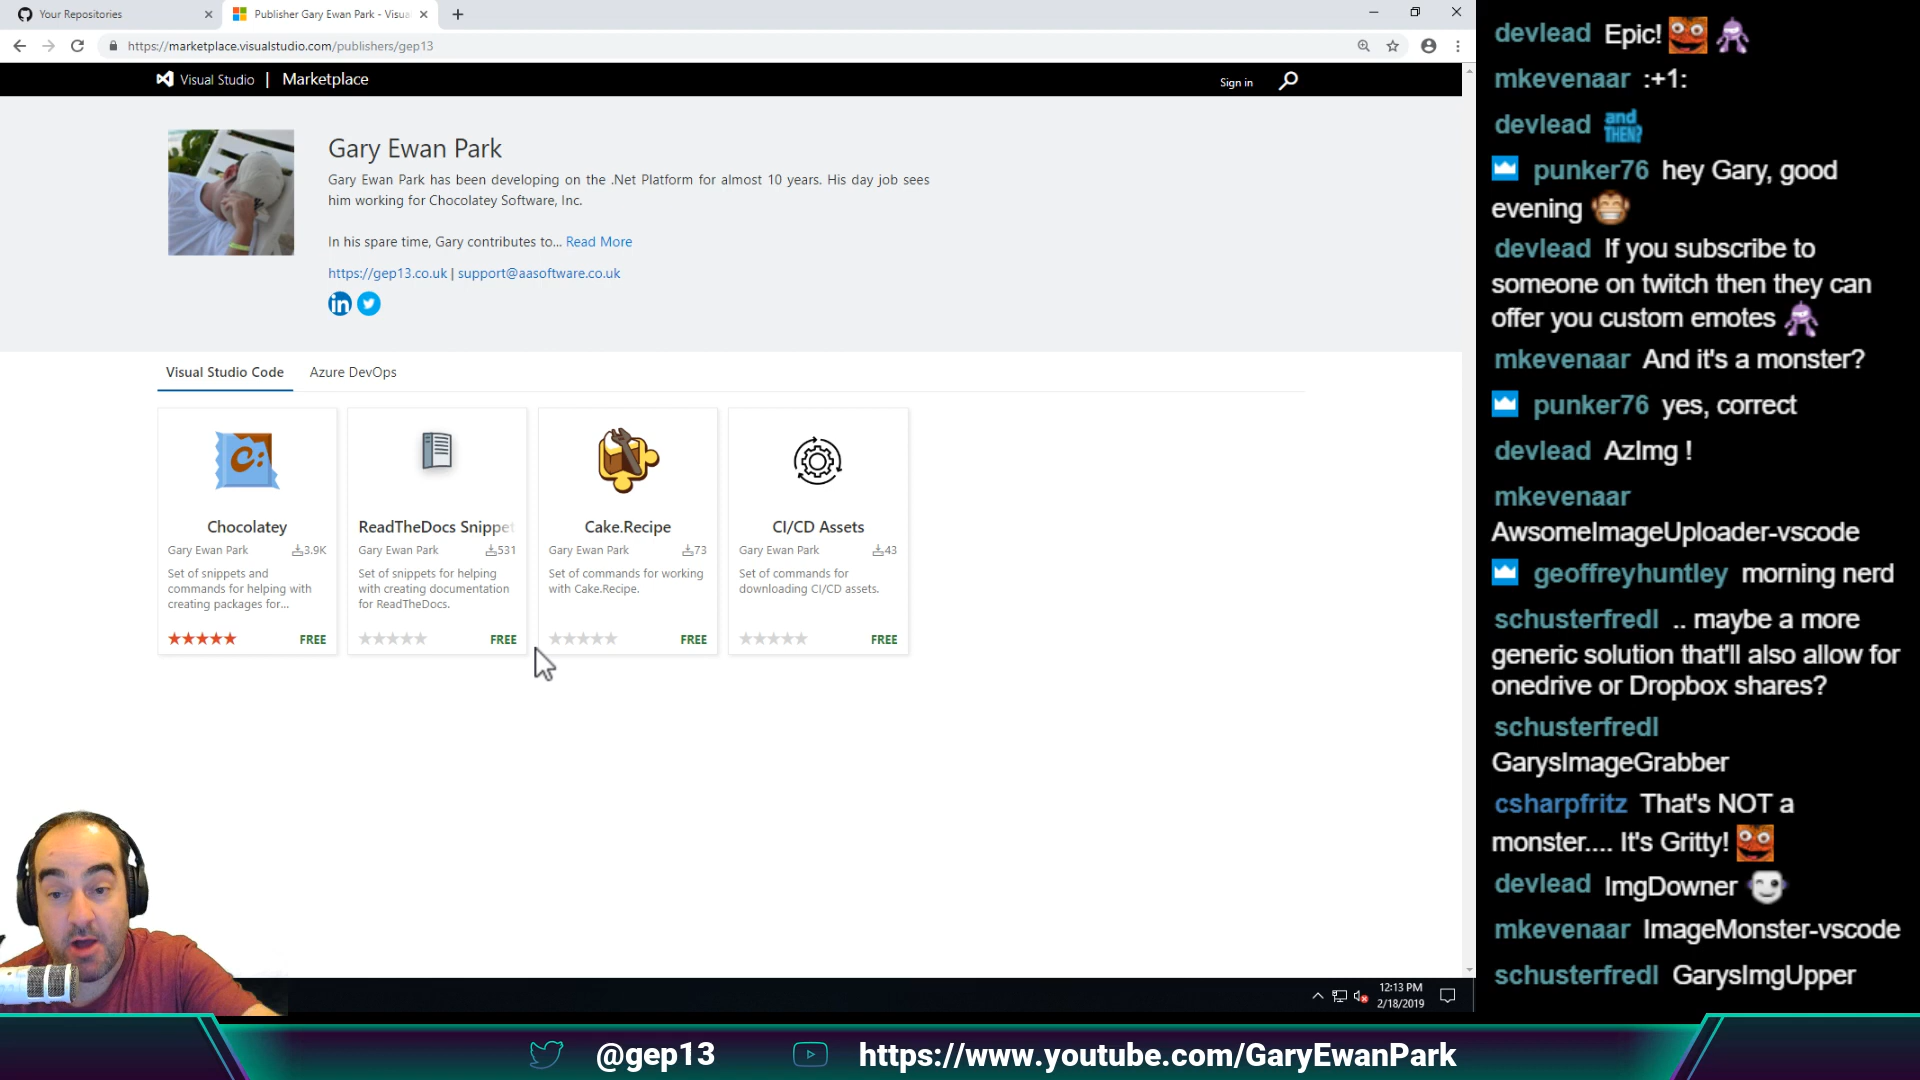 Your Repositories
Publisher Gary Ewan Park - Visua
https://marketplace.visualstudio.com/publishers/gep13
Visual Studio | Marketplace
Sign in
Gary Ewan Park
Gary Ewan Park has been developing on the .Net Platform for almost 10 years. His day job sees
him working for Chocolatey Software, Inc.
In his spare time, Gary contributes to... Read More
https://gep13.co.uk | support@aasoftware.co.uk
in
Visual Studio Code
Azure DevOps
C:
Chocolatey
Gary Ewan Park 3.9K
Set of snippets and
commands for helping with
creating packages for...
FREE
ReadTheDocs Snippet
Gary Ewan Park 531
Set of snippets for helping
with creating documentation
for ReadTheDocs.
FREE
Cake.Recipe
Gary Ewan Park 73
Set of commands for working
with Cake.Recipe.
FREE
CI/CD Assets
Gary Ewan Park 43
Set of commands for
downloading CI/CD assets.
FREE
12:13 PM
2/18/2019
devlead Epic!
mkevenaar :+1:
devlead and THEN?
punker76 hey Gary, good
evening
devlead If you subscribe to
someone on twitch then they can
offer you custom emotes
mkevenaar And it's a monster?
punker76 yes, correct
devlead AzImg !
mkevenaar
AwsomeImageUploader-vscode
geoffreyhuntley morning nerd
schusterfredl .. maybe a more
generic solution that'll also allow for
onedrive or Dropbox shares?
schusterfredl
GarysImageGrabber
csharpfritz That's NOT a
monster.... It's Gritty!
devlead ImgDowner
mkevenaar ImageMonster-vscode
schusterfredl GarysImgUpper
@gep13
https://www.youtube.com/GaryEwanPark